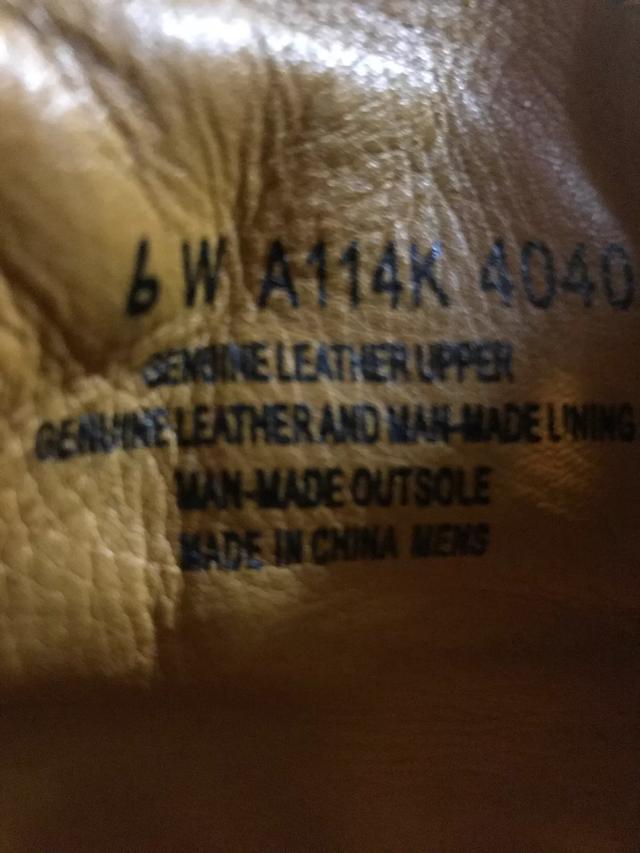 6 W A114K 4040
GENUINE LEATHER UPPER
GENUINE LEATHER AND MAN-MADE LINING
MAN-MADE OUTSOLE
MADE IN CHINA MENS